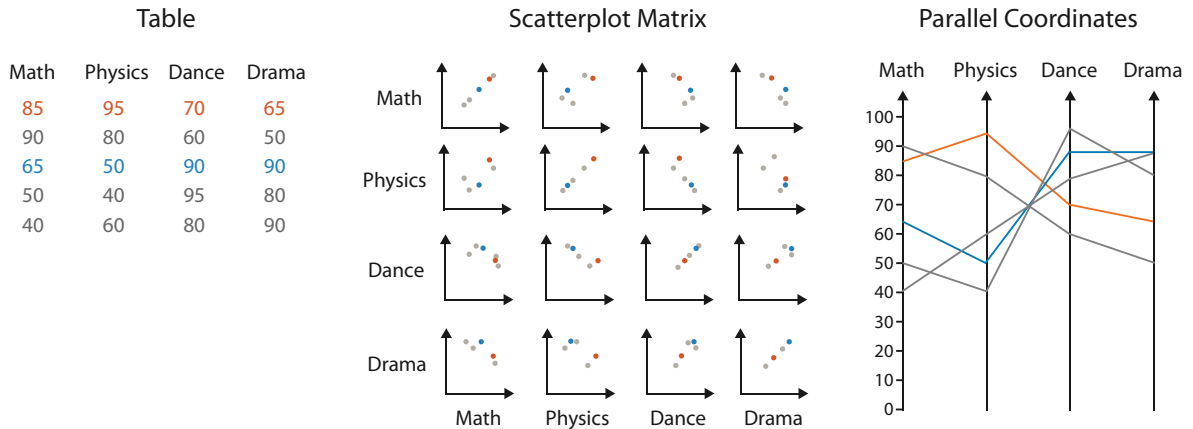 Table
Math Physics Dance Drama
85 95 70 65
90 80 60 50
65 50 90 90
50 40 95 80
40 60 80 90
Scatterplot Matrix
Math
Physics
Dance
Drama
Math Physics Dance Drama
Parallel Coordinates
Math Physics Dance Drama
100
90
80
70
60
50
40
30
20
10
0